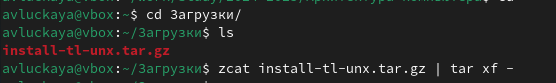 avluckaya@vbox:~$ cd Загрузки/
avluckaya@vbox:~/Загрузки$ ls
install-tl-unx.tar.gz
avluckaya@vbox:~/Загрузки$ zcat install-tl-unx.tar.gz | tar xf -